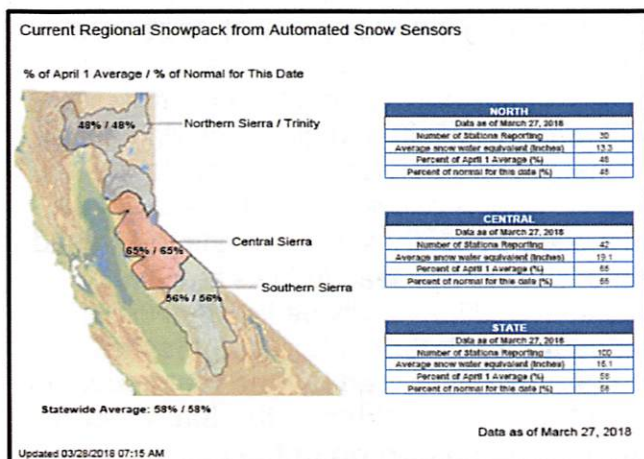 Current Regional Snowpack from Automated Snow Sensors
% of April 1 Average / % of Normal for This Date
48% / 48%
Northern Sierra / Trinity
65% / 65%
Central Sierra
56% / 56%
Southern Sierra
Statewide Average: 58% / 58%
NORTH
Data as of March 27, 2018
Number of Stations Reporting 30
Average snow water equivalent (Inches) 13.3
Percent of April 1 Average (%) 48
Percent of normal for this date (%) 48
CENTRAL
Data as of March 27, 2018
Number of Stations Reporting 42
Average snow water equivalent (Inches) 19.1
Percent of April 1 Average (%) 65
Percent of normal for this date (%) 65
STATE
Data as of March 27, 2018
Number of Stations Reporting 100
Average snow water equivalent (Inches) 16.1
Percent of April 1 Average (%) 58
Percent of normal for this date (%) 58
Data as of March 27, 2018
Updated 03/28/2018 07:15 AM